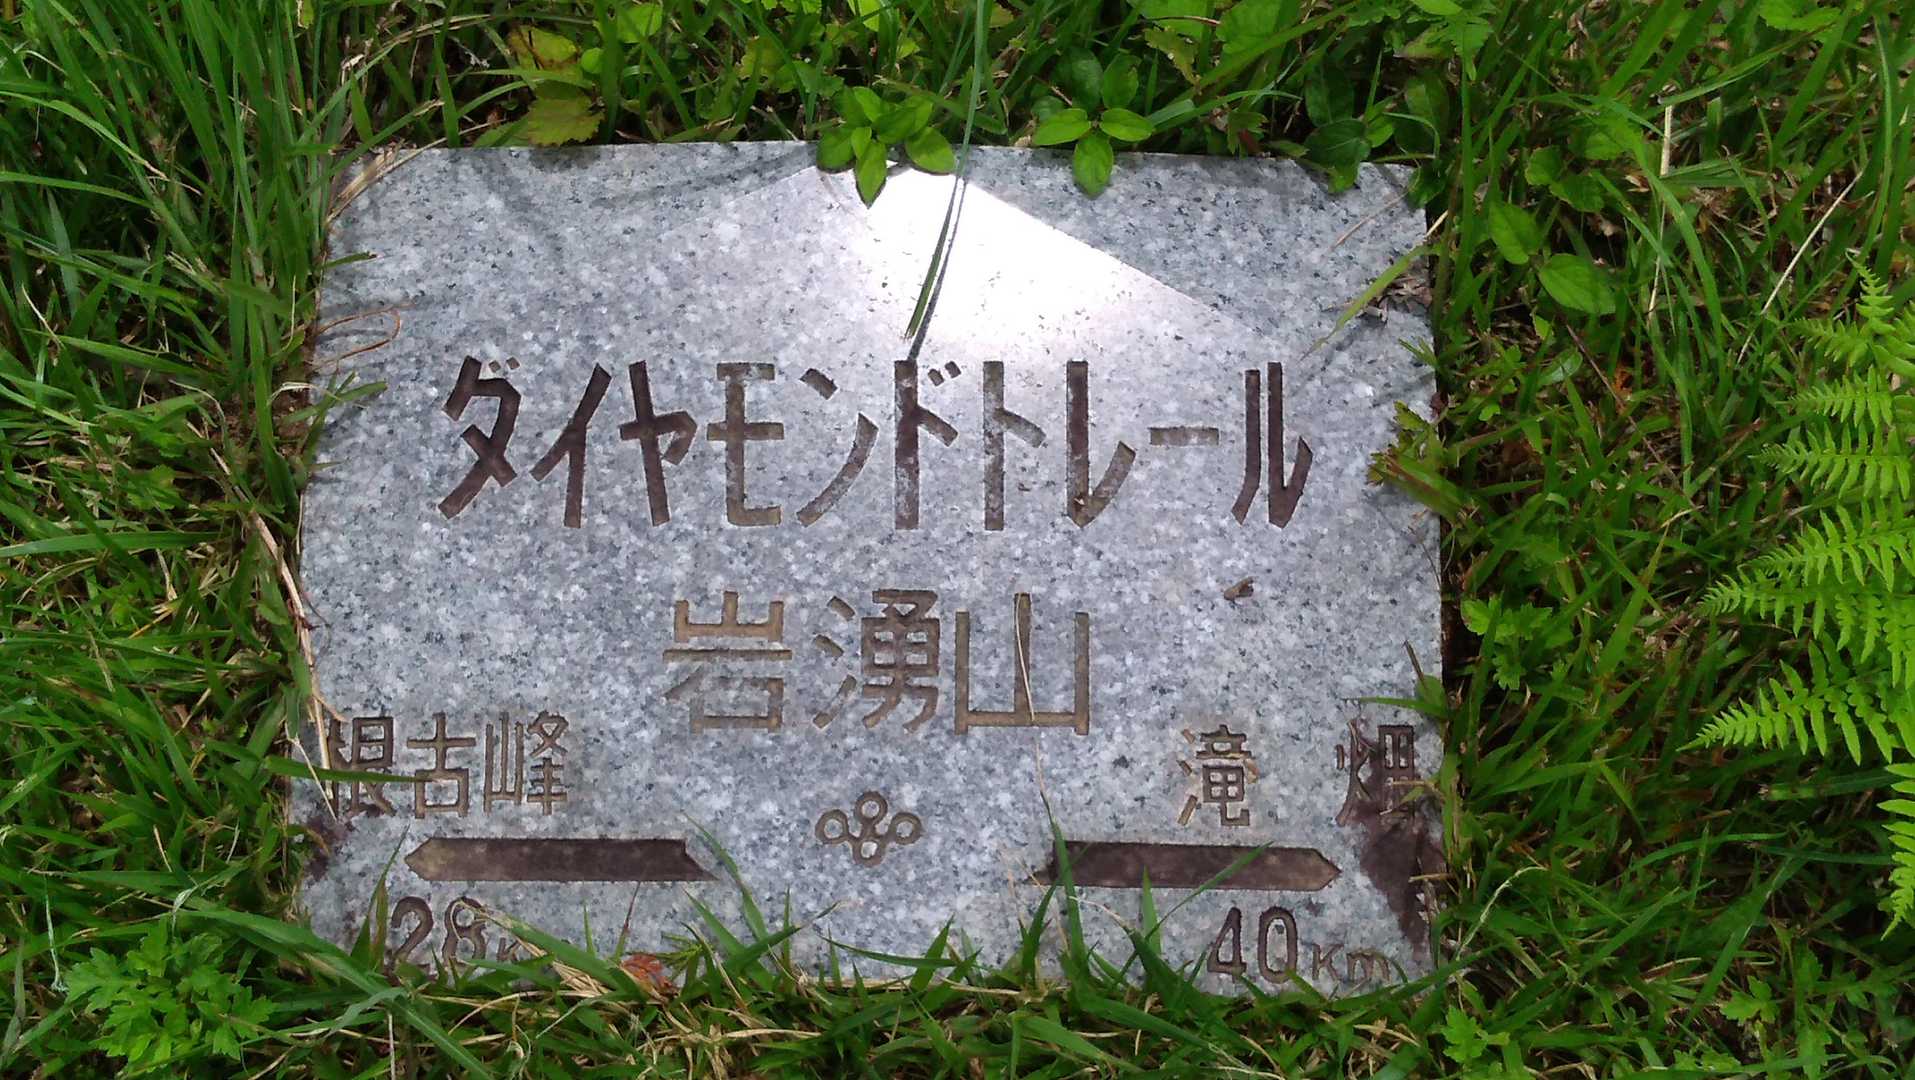 ダイヤモンドトレール
岩湧山
根古峰 滝畑
28Km 40Km